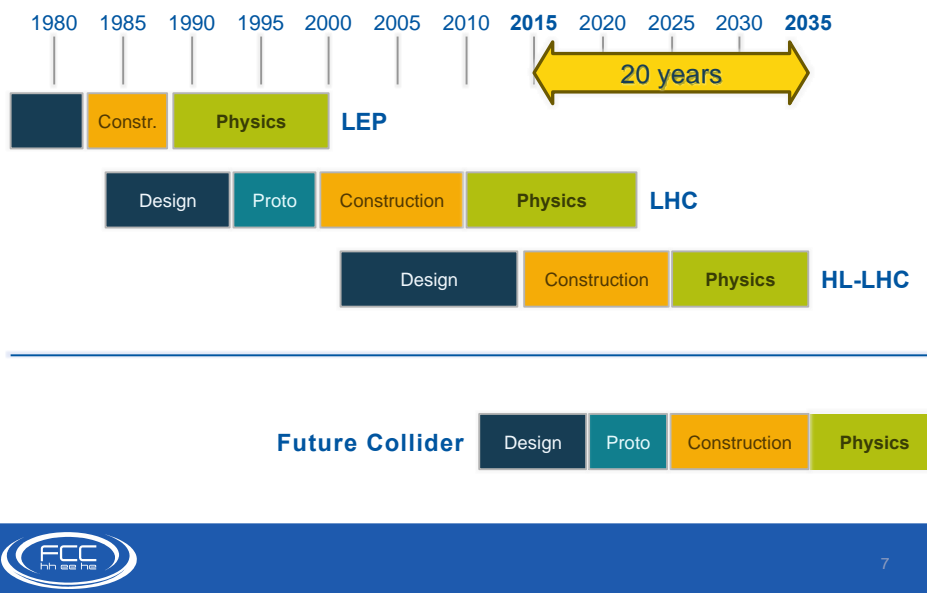 1980 1985 1990 1995 2000 2005 2010 2015 2020 2025 2030 2035
20 years
Constr. Physics LEP
Design Proto Construction Physics LHC
Design Construction Physics HL-LHC
Future Collider Design Proto Construction Physics
FCC
hh ee he
7